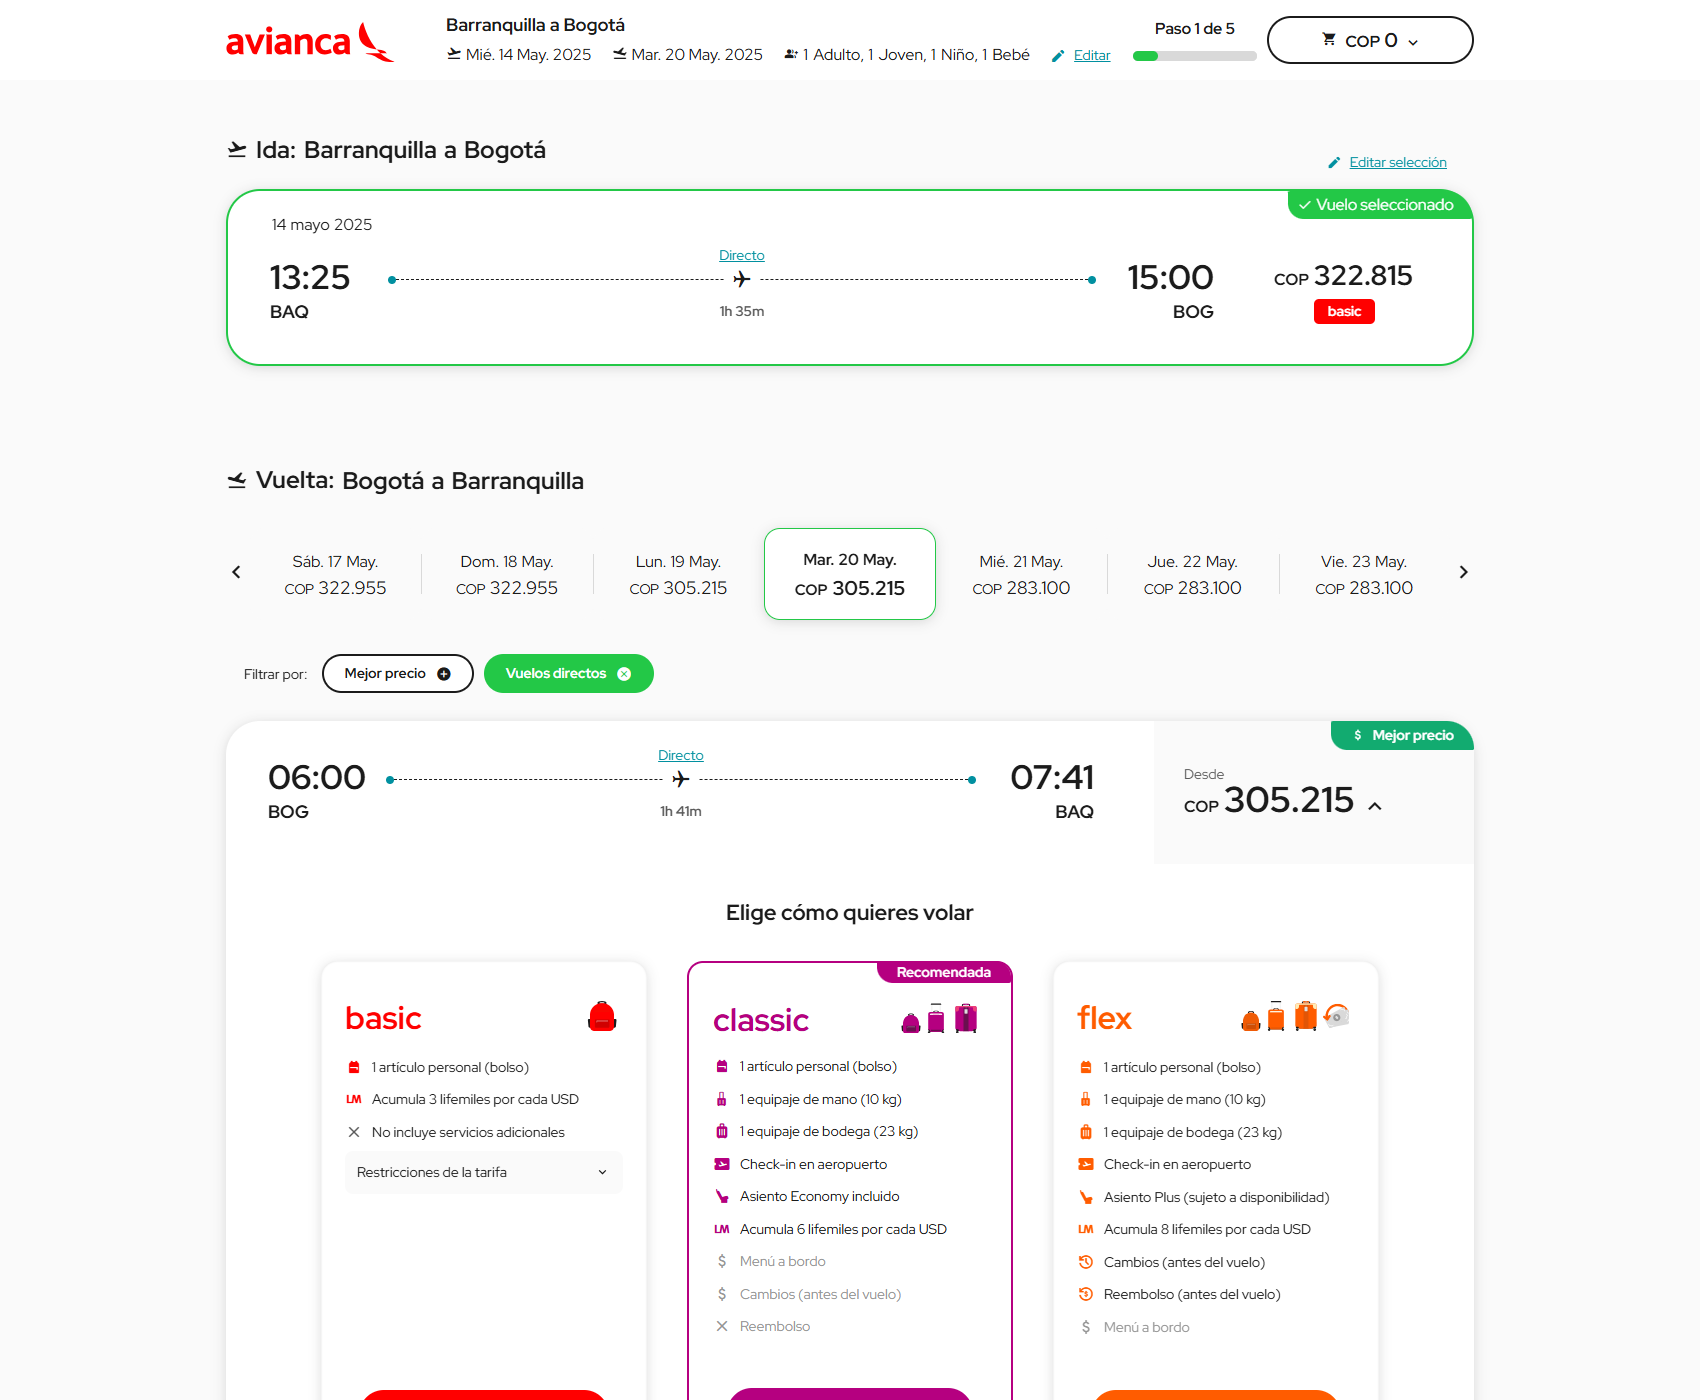 avianca
Barranquilla a Bogotá
Mié. 14 May. 2025 Mar. 20 May. 2025 1 Adulto, 1 Joven, 1 Niño, 1 Bebé Editar
Paso 1 de 5
COP 0
Ida: Barranquilla a Bogotá
Editar selección
Vuelo seleccionado
14 mayo 2025
Directo
13:25 15:00 COP 322.815
BAQ 1h 35m BOG basic
Vuelta: Bogotá a Barranquilla
Sáb. 17 May. Dom. 18 May. Lun. 19 May. Mar. 20 May. Mié. 21 May. Jue. 22 May. Vie. 23 May.
COP 322.955 COP 322.955 COP 305.215 COP 305.215 COP 283.100 COP 283.100 COP 283.100
Filtrar por: Mejor precio Vuelos directos
$ Mejor precio
Directo
06:00 07:41
BOG 1h 41m BAQ
Desde
COP 305.215
Elige cómo quieres volar
basic
1 artículo personal (bolso)
LM Acumula 3 lifemiles por cada USD
No incluye servicios adicionales
Restricciones de la tarifa
Recomendada
classic
1 artículo personal (bolso)
1 equipaje de mano (10 kg)
1 equipaje de bodega (23 kg)
Check-in en aeropuerto
Asiento Economy incluido
LM Acumula 6 lifemiles por cada USD
$ Menú a bordo
$ Cambios (antes del vuelo)
Reembolso
flex
1 artículo personal (bolso)
1 equipaje de mano (10 kg)
1 equipaje de bodega (23 kg)
Check-in en aeropuerto
Asiento Plus (sujeto a disponibilidad)
LM Acumula 8 lifemiles por cada USD
Cambios (antes del vuelo)
Reembolso (antes del vuelo)
$ Menú a bordo